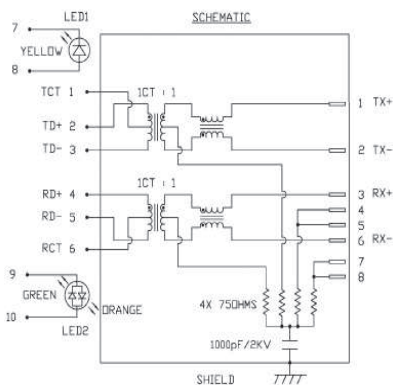 LED1
SCHEMATIC
7
YELLOW
8
TCT 1
1CT : 1
1 TX+
TD+ 2
TD- 3
2 TX-
RD+ 4
1CT : 1
3 RX+
4
RD- 5
5
RCT 6
6 RX-
7
9
8
GREEN
ORANGE
4X 75OHMS
10
LED2
1000pF/2KV
SHIELD